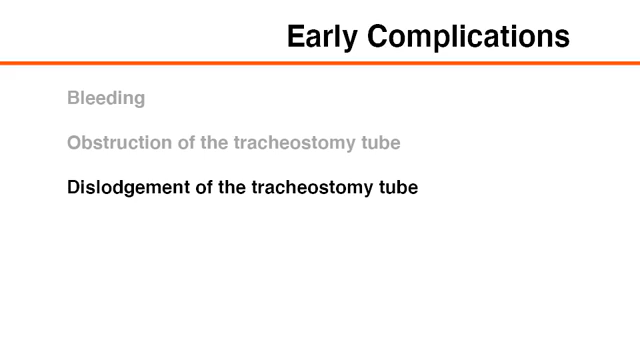 Early Complications
Bleeding
Obstruction of the tracheostomy tube
Dislodgement of the tracheostomy tube